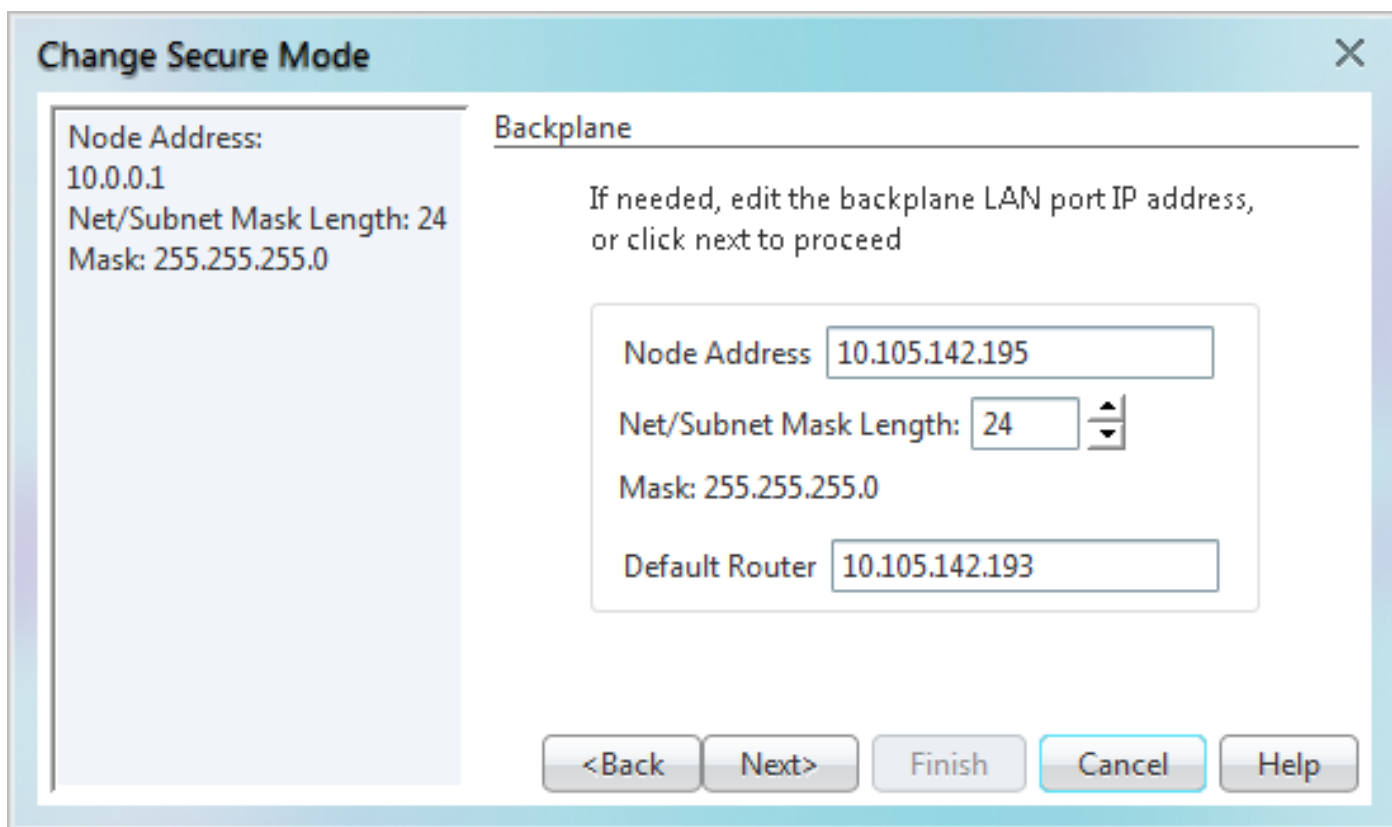 Change Secure Mode
Node Address:
10.0.0.1
Net/Subnet Mask Length: 24
Mask: 255.255.255.0
Backplane
If needed, edit the backplane LAN port IP address,
or click next to proceed
Node Address 10.105.142.195
Net/Subnet Mask Length: 24
Mask: 255.255.255.0
Default Router 10.105.142.193
<Back Next> Finish Cancel Help